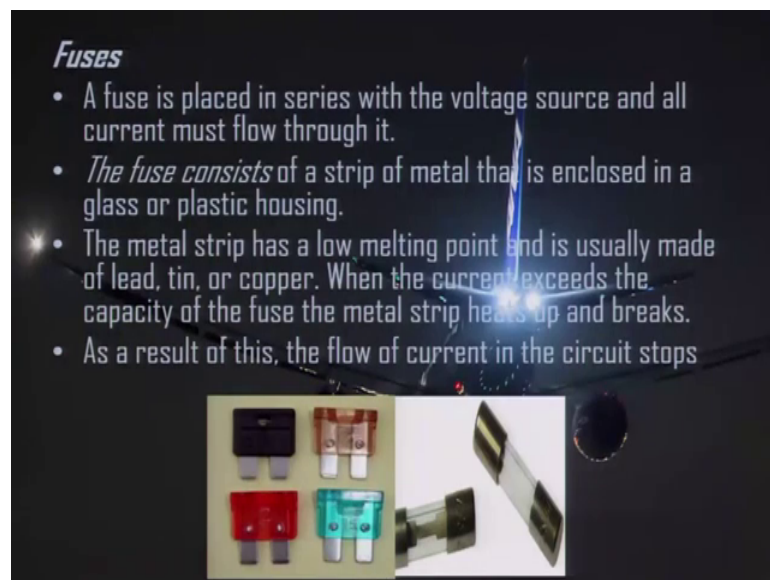 Fuses
• A fuse is placed in series with the voltage source and all
current must flow through it.
• The fuse consists of a strip of metal that is enclosed in a
glass or plastic housing.
• The metal strip has a low melting point and is usually made
of lead, tin, or copper. When the current exceeds the
capacity of the fuse the metal strip heats up and breaks.
• As a result of this, the flow of current in the circuit stops